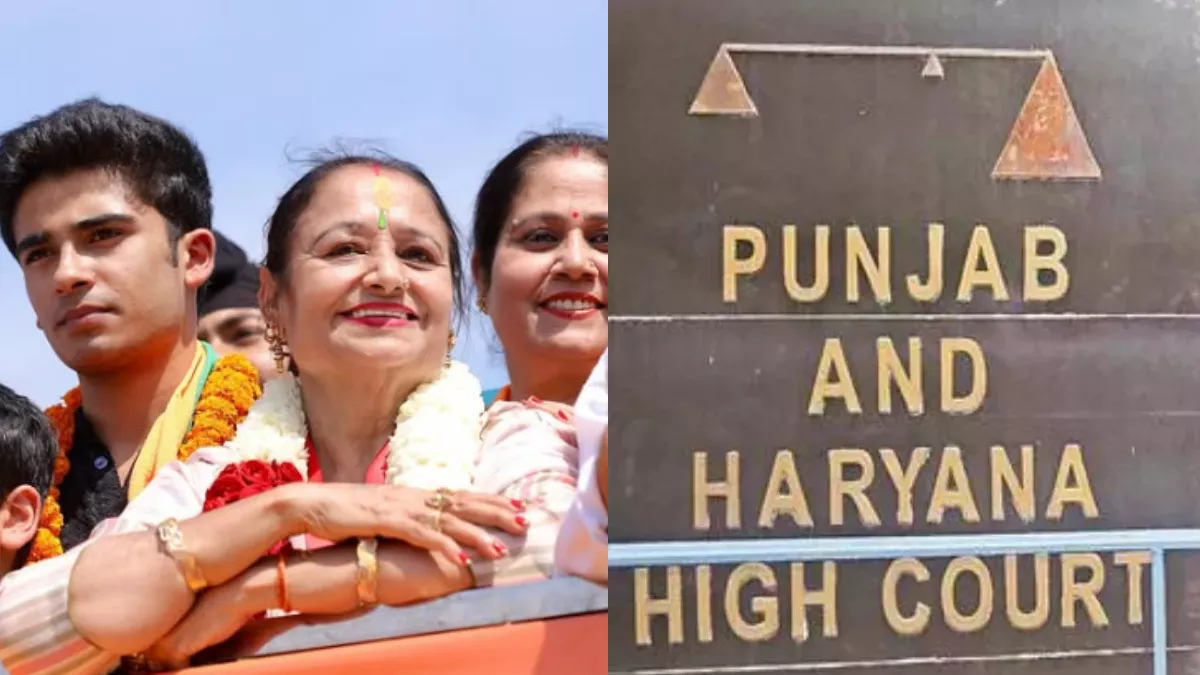 PUNJAB
AND
HARYANA
HIGH COURT